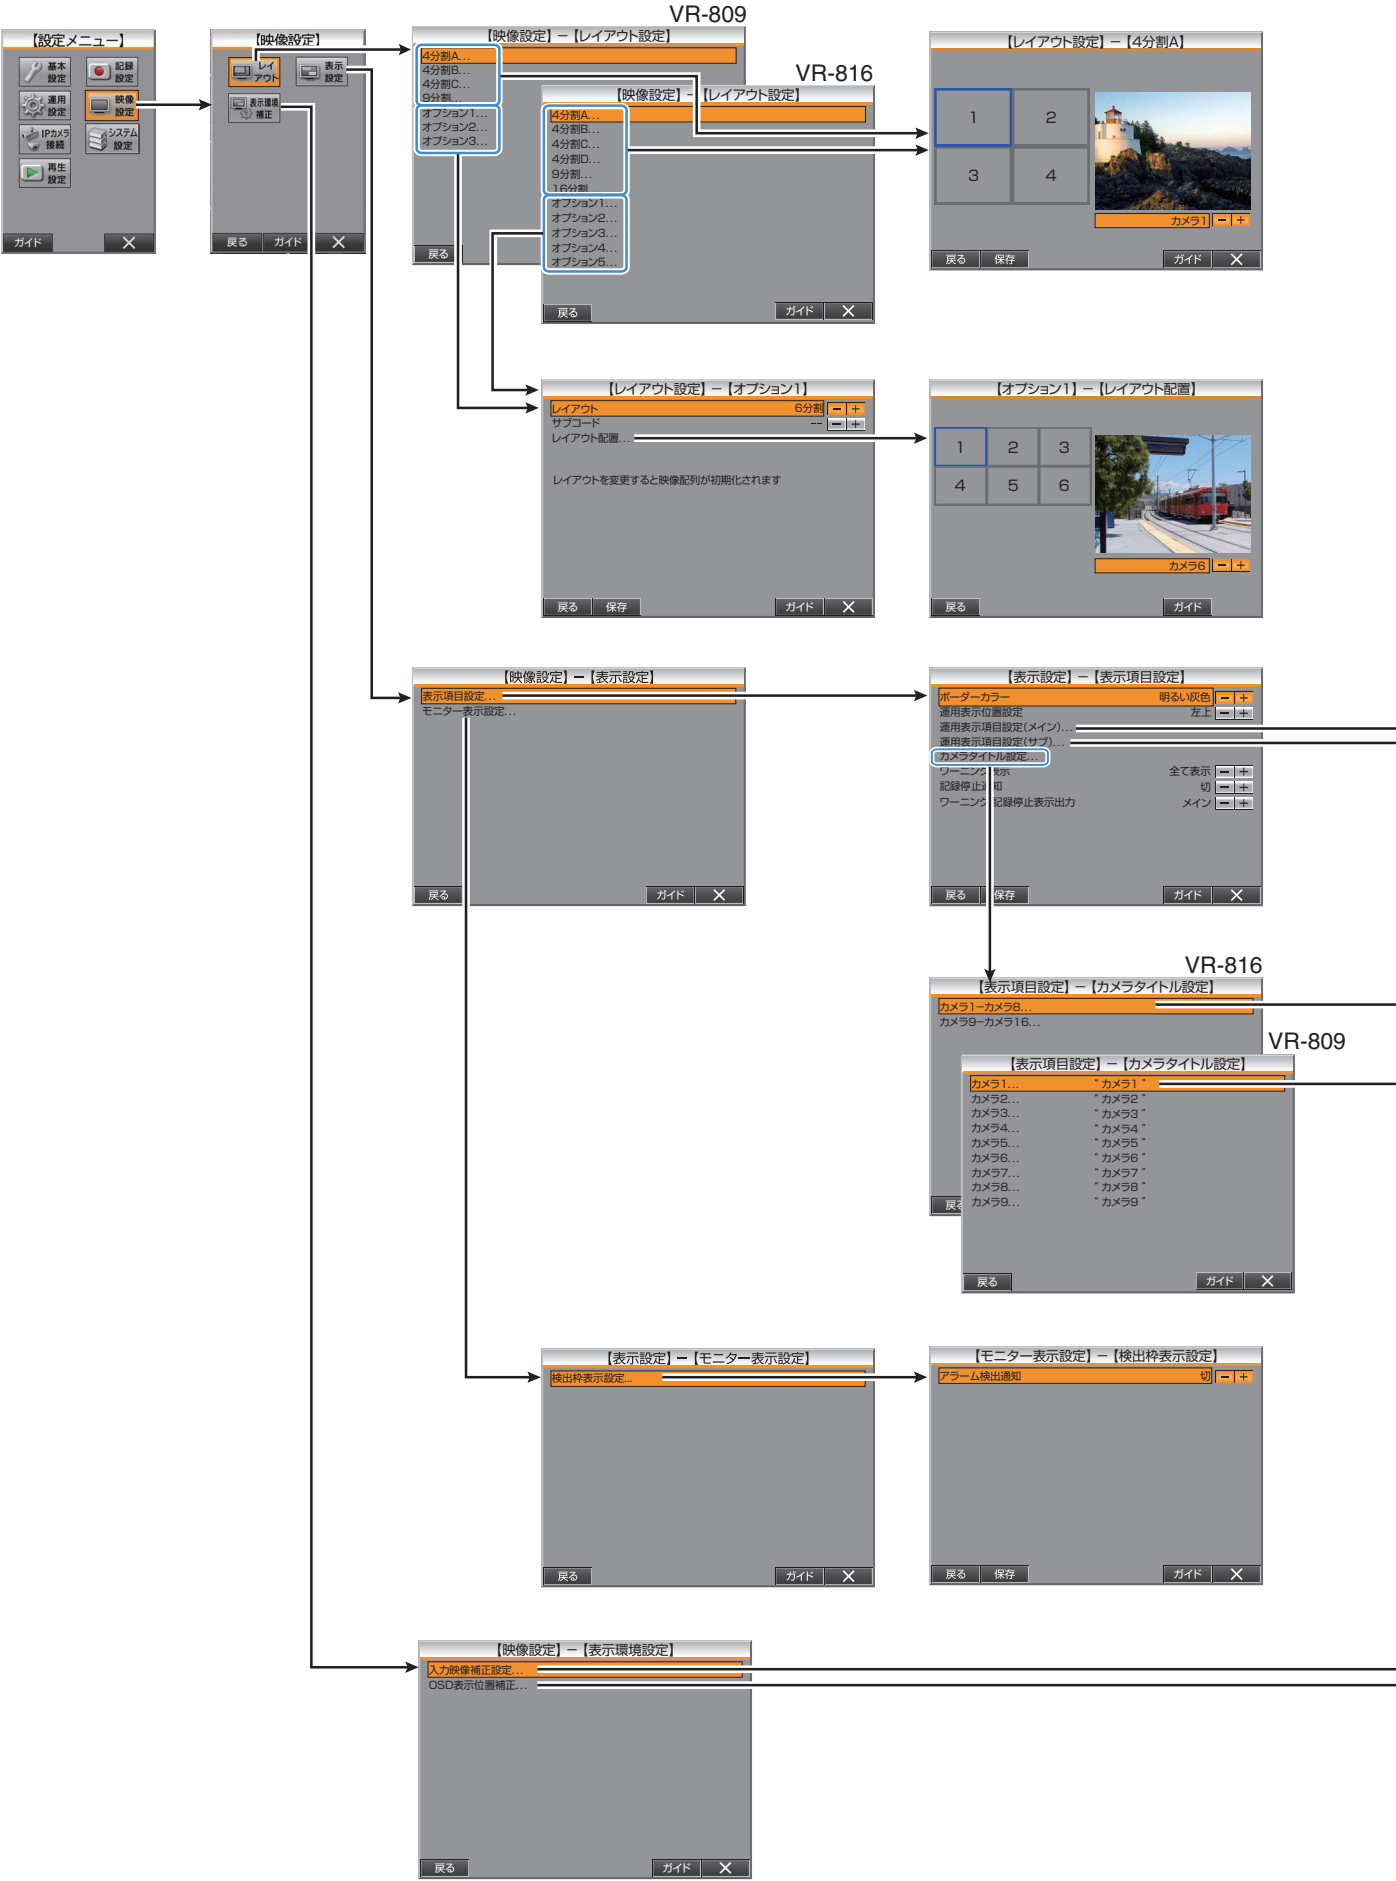 VR-809
【設定メニュー】
基本
設定
記録
設定
運用
設定
映像
設定
IPカメラ
接続
システム
設定
再生
設定
ガイド
【映像設定】
レイ
アウト
表示
設定
表示環境
補正
戻る ガイド
【映像設定】－【レイアウト設定】
4分割A...
4分割B...
4分割C...
9分割...
オプション1...
オプション2...
オプション3...
戻る
VR-816
【映像設定】－【レイアウト設定】
4分割A...
4分割B...
4分割C...
4分割D...
9分割...
16分割...
オプション1...
オプション2...
オプション3...
オプション4...
オプション5...
戻る ガイド
【レイアウト設定】－【4分割A】
1 2
3 4
カメラ1 － ＋
戻る 保存 ガイド
【レイアウト設定】－【オプション1】
レイアウト 6分割 － ＋
サブコード -- － ＋
レイアウト配置...
レイアウトを変更すると映像配列が初期化されます
戻る 保存 ガイド
【オプション1】－【レイアウト配置】
1 2 3
4 5 6
カメラ6 － ＋
戻る ガイド
【映像設定】－【表示設定】
表示項目設定...
モニター表示設定...
戻る ガイド
【表示設定】－【表示項目設定】
ボーダーカラー 明るい灰色 － ＋
運用表示位置設定 左上 － ＋
運用表示項目設定(メイン)...
運用表示項目設定(サブ)...
カメラタイトル設定...
ワーニング表示 全て表示 － ＋
記録停止通知 切 － ＋
ワーニング 記録停止表示出力 メイン － ＋
戻る 保存 ガイド
VR-816
【表示項目設定】－【カメラタイトル設定】
カメラ1－カメラ8...
カメラ9－カメラ16...
戻る
VR-809
【表示項目設定】－【カメラタイトル設定】
カメラ1... “カメラ1”
カメラ2... “カメラ2”
カメラ3... “カメラ3”
カメラ4... “カメラ4”
カメラ5... “カメラ5”
カメラ6... “カメラ6”
カメラ7... “カメラ7”
カメラ8... “カメラ8”
カメラ9... “カメラ9”
戻る ガイド
【表示設定】－【モニター表示設定】
検出枠表示設定...
戻る ガイド
【モニター表示設定】－【検出枠表示設定】
アラーム検出通知 切 － ＋
戻る 保存 ガイド
【映像設定】－【表示環境設定】
入力映像補正設定...
OSD表示位置補正...
戻る ガイド